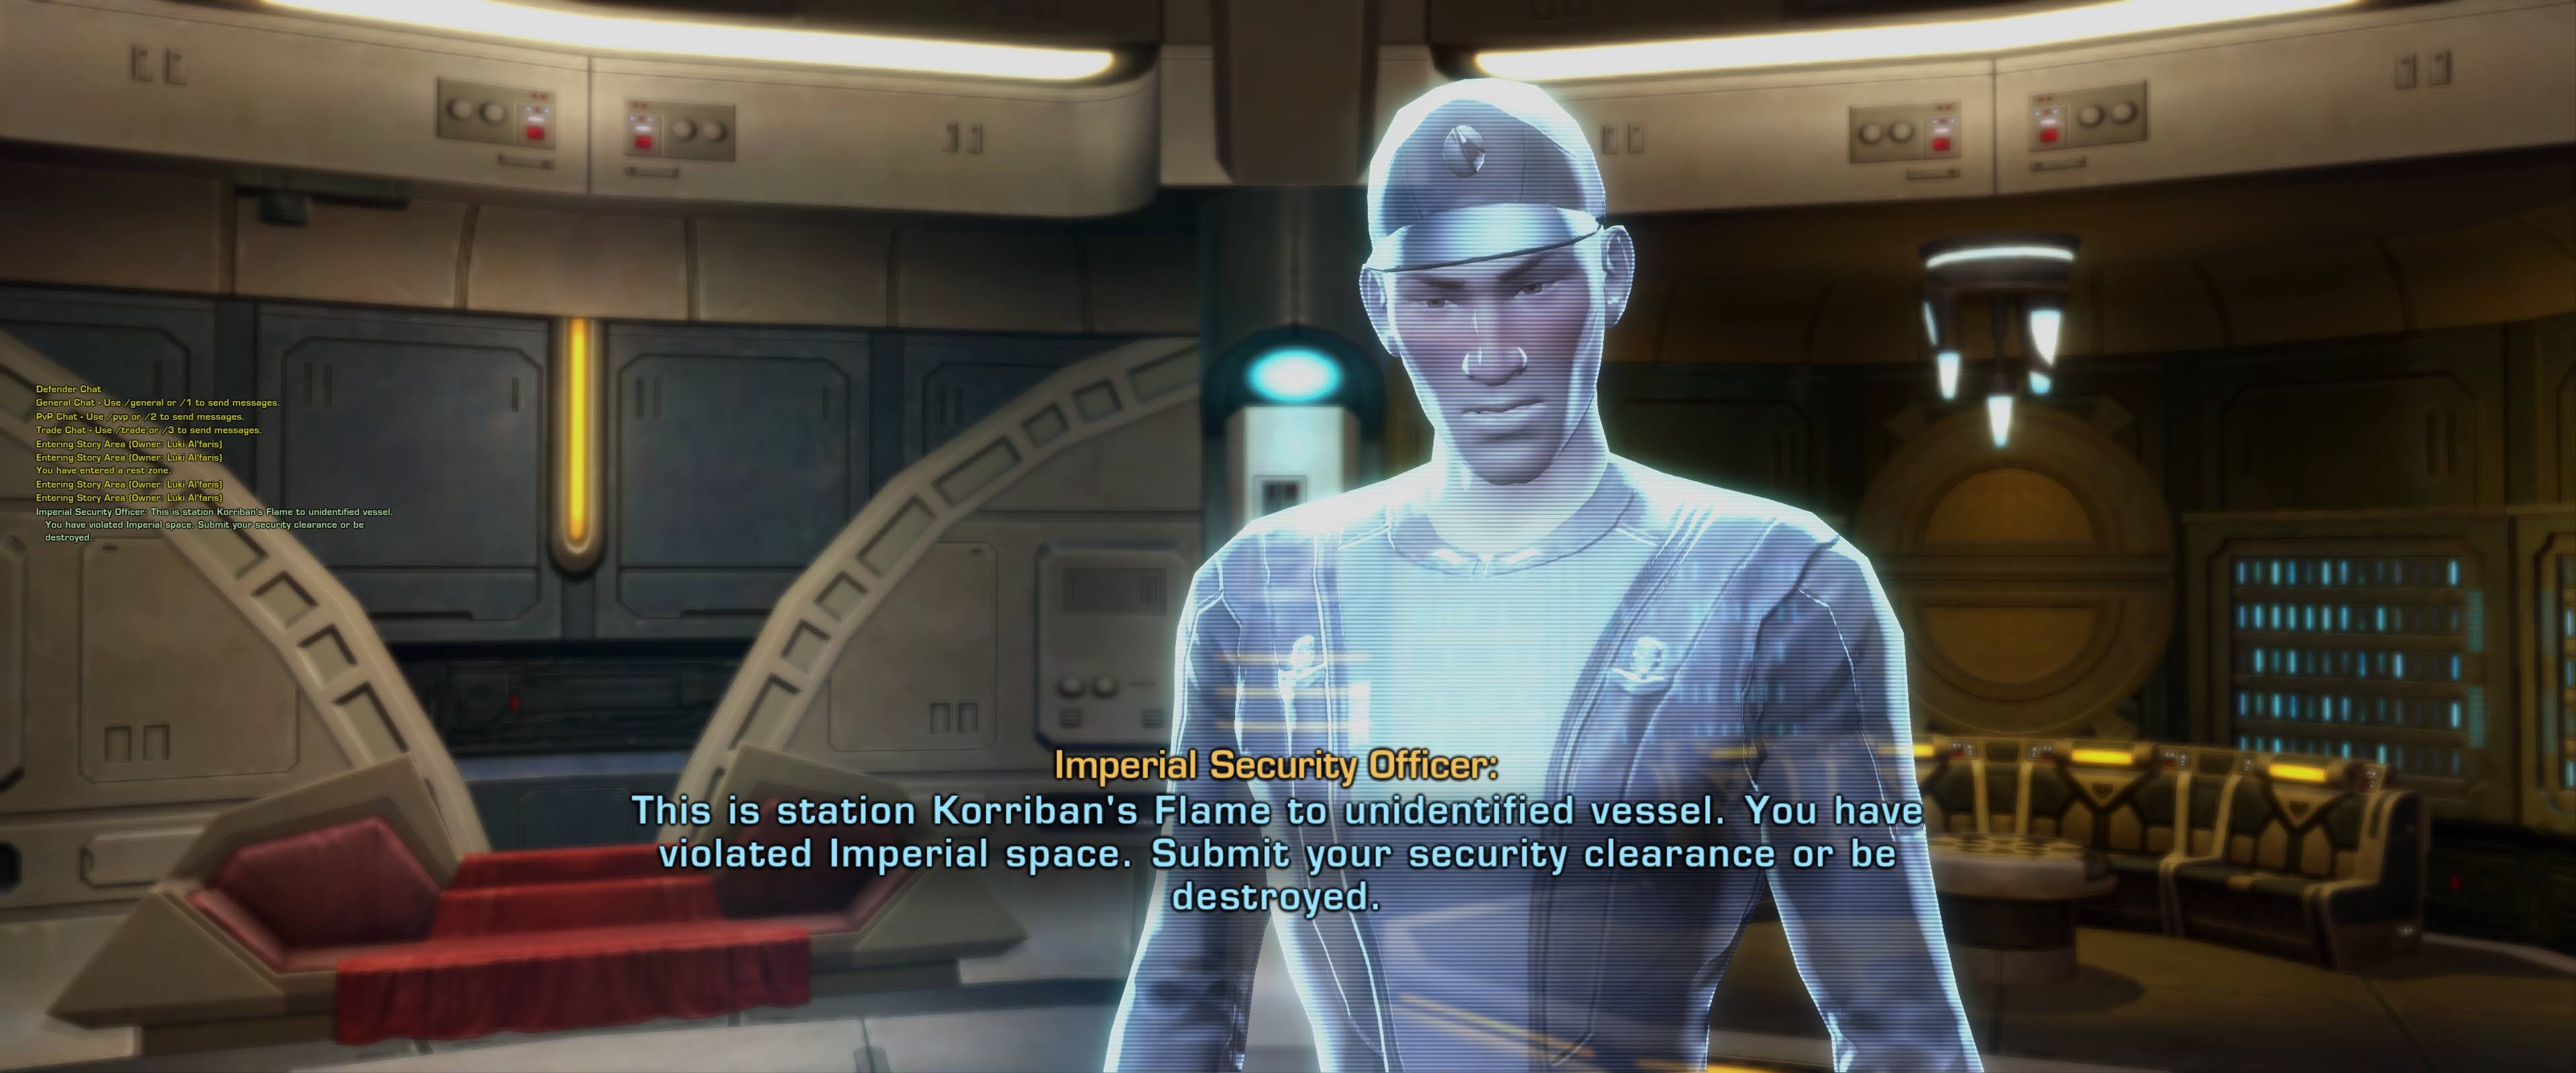 Defender Chat
General Chat - Use /general or /1 to send messages.
PvP Chat - Use /pvp or /2 to send messages.
Trade Chat - Use /trade or /3 to send messages.
Entering Story Area (Owner: Luki Al'faris)
Entering Story Area (Owner: Luki Al'faris)
You have entered a rest zone.
Entering Story Area (Owner: Luki Al'faris)
Entering Story Area (Owner: Luki Al'faris)
Imperial Security Officer: This is station Korriban's Flame to unidentified vessel.
You have violated Imperial space. Submit your security clearance or be
destroyed.
Imperial Security Officer:
This is station Korriban's Flame to unidentified vessel. You have
violated Imperial space. Submit your security clearance or be
destroyed.